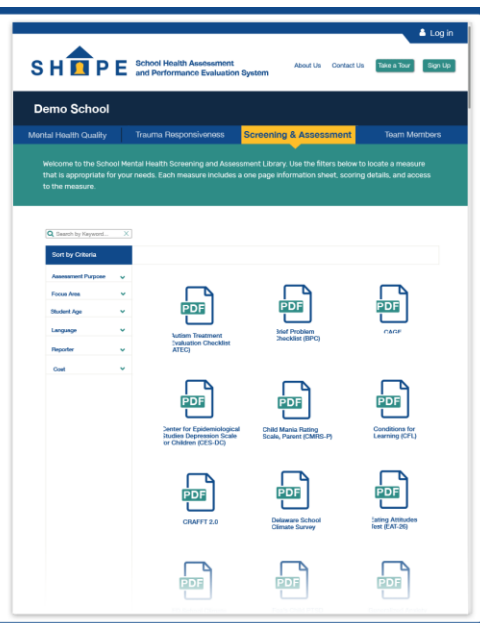 Log in
SHAPE School Health Assessment
and Performance Evaluation System
About Us Contact Us Take a Tour Sign Up
Demo School
Mental Health Quality Trauma Responsiveness Screening & Assessment Team Members
Welcome to the School Mental Health Screening and Assessment Library. Use the filters below to locate a measure
that is appropriate for your needs. Each measure includes a one page information sheet, scoring details, and access
to the measure.
Search by Keyword... X
Sort by Criteria
Assessment Purpose
Focus Area
Student Age
Language
Reporter
Cost
PDF PDF PDF
Autism Treatment
Evaluation Checklist
ATEC)
Brief Problem
Checklist (BPC)
CAGE
PDF PDF PDF
Center for Epidemiological
Studies Depression Scale
for Children (CES-DC)
Child Mania Rating
Scale, Parent (CMRS-P)
Conditions for
Learning (CFL)
PDF PDF PDF
CRAFFT 2.0
Delaware School
Climate Survey
Eating Attitudes
Test (EAT-26)
PDF PDF PDF